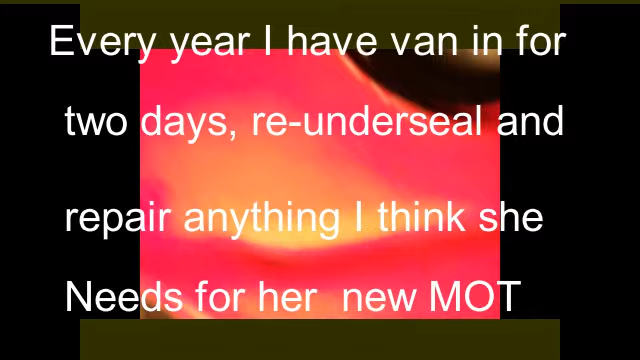 Every year I have van in for
two days, re-underseal and
repair anything I think she
Needs for her  new MOT